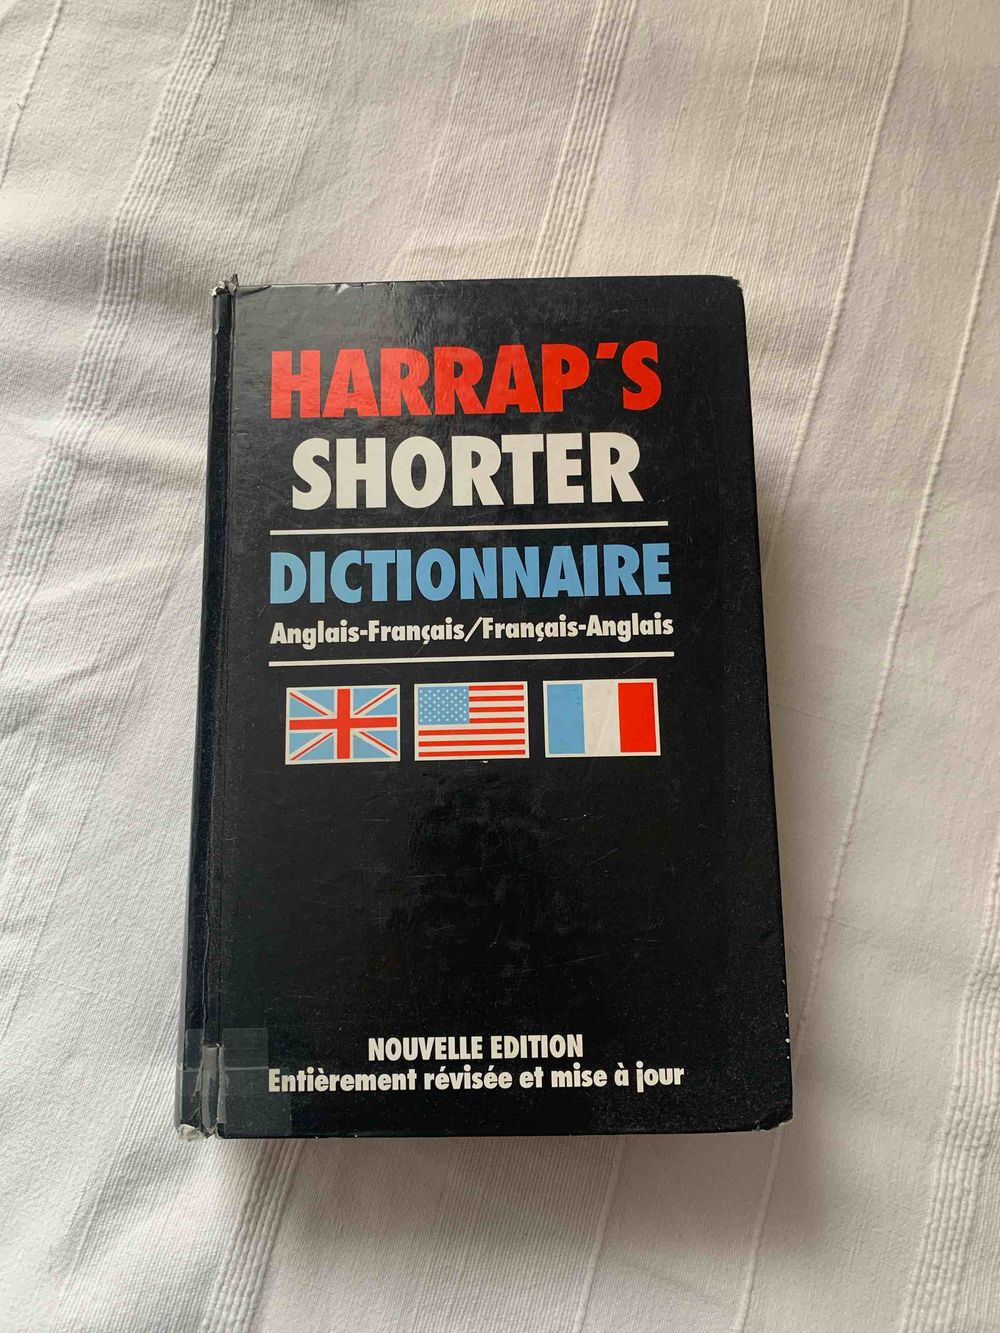 HARRAP'S
SHORTER
DICTIONNAIRE
Anglais-Français/Français-Anglais
NOUVELLE EDITION
Entièrement révisée et mise à jour